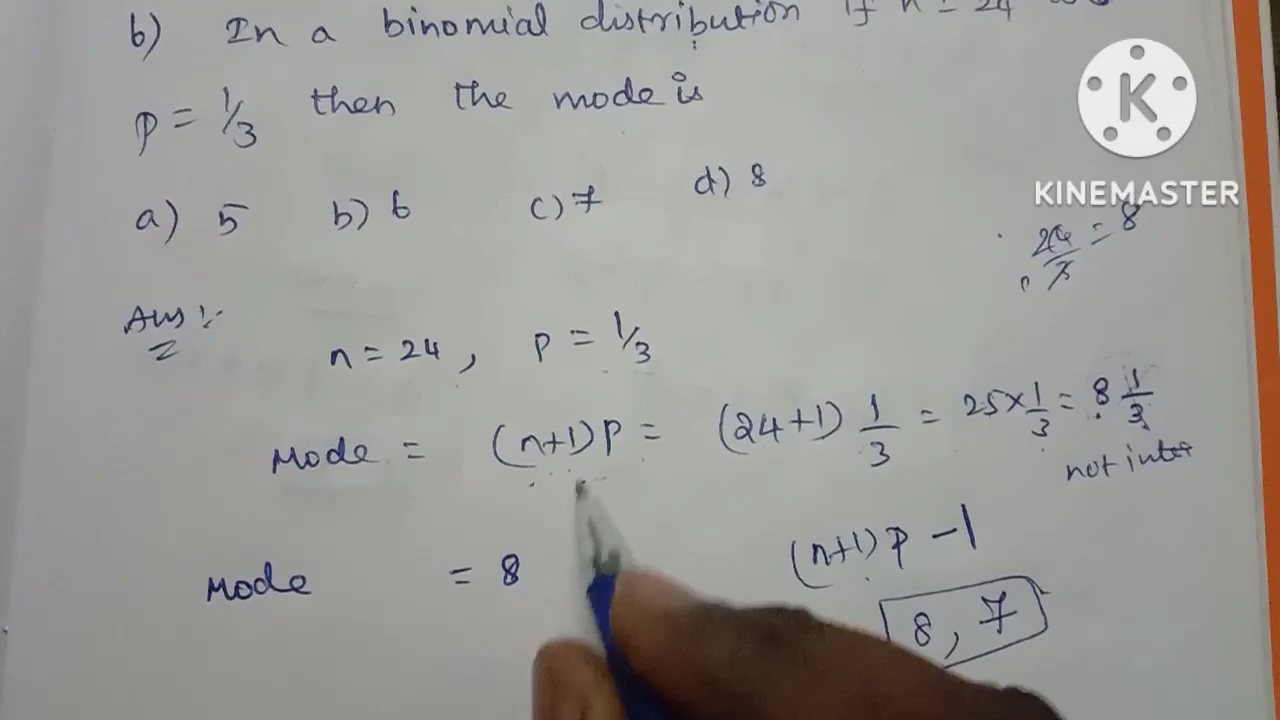 b) In a binomial distribution if n = 24
p = 1/3 then the mode is
a) 5 b) 6 c) 7 d) 8
K
KINEMASTER
24/3 = 8
Ans :-
n = 24, p = 1/3
Mode = (n+1)p = (24+1) 1/3 = 25 × 1/3 = 8 1/3
not inte
(n+1)p - 1
Mode = 8
8, 7